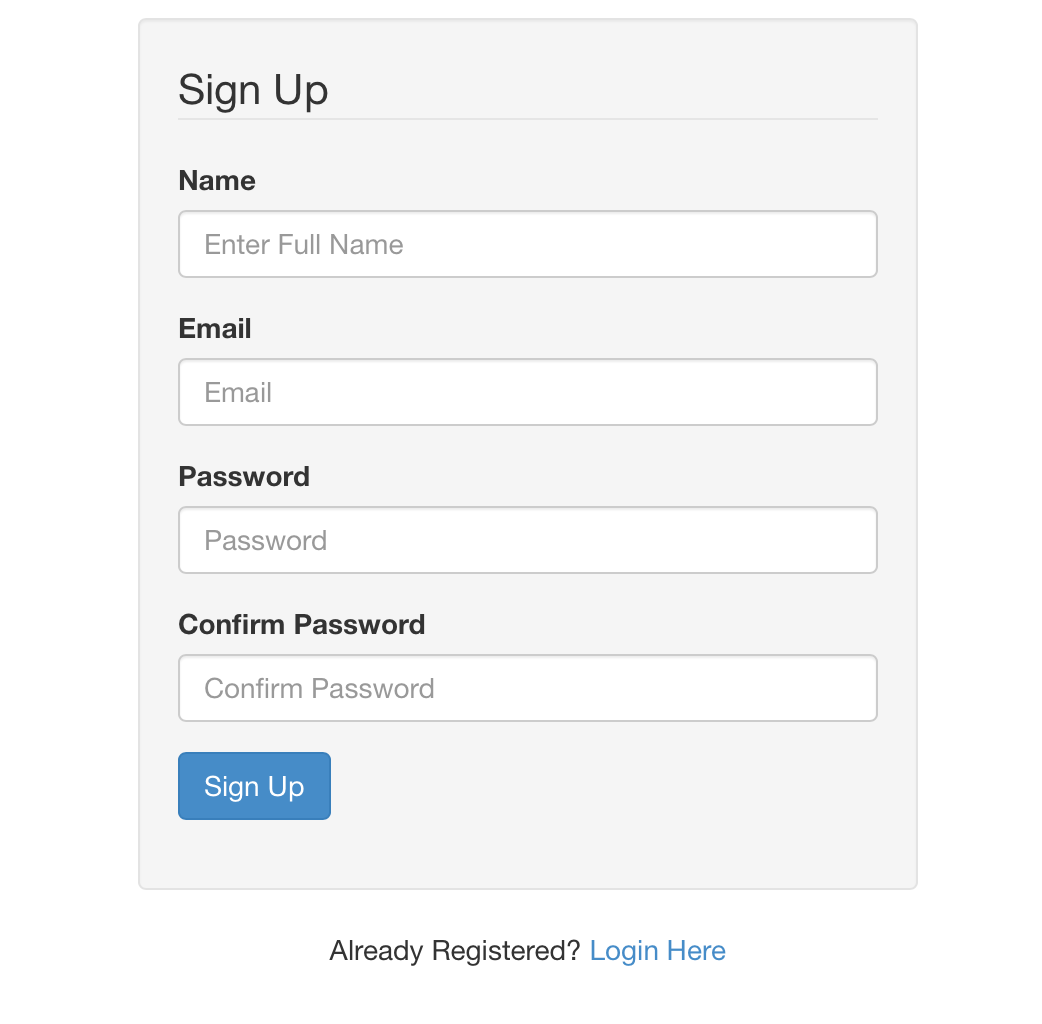 Sign Up
Name
Enter Full Name
Email
Email
Password
Password
Confirm Password
Confirm Password
Sign Up
Already Registered? Login Here